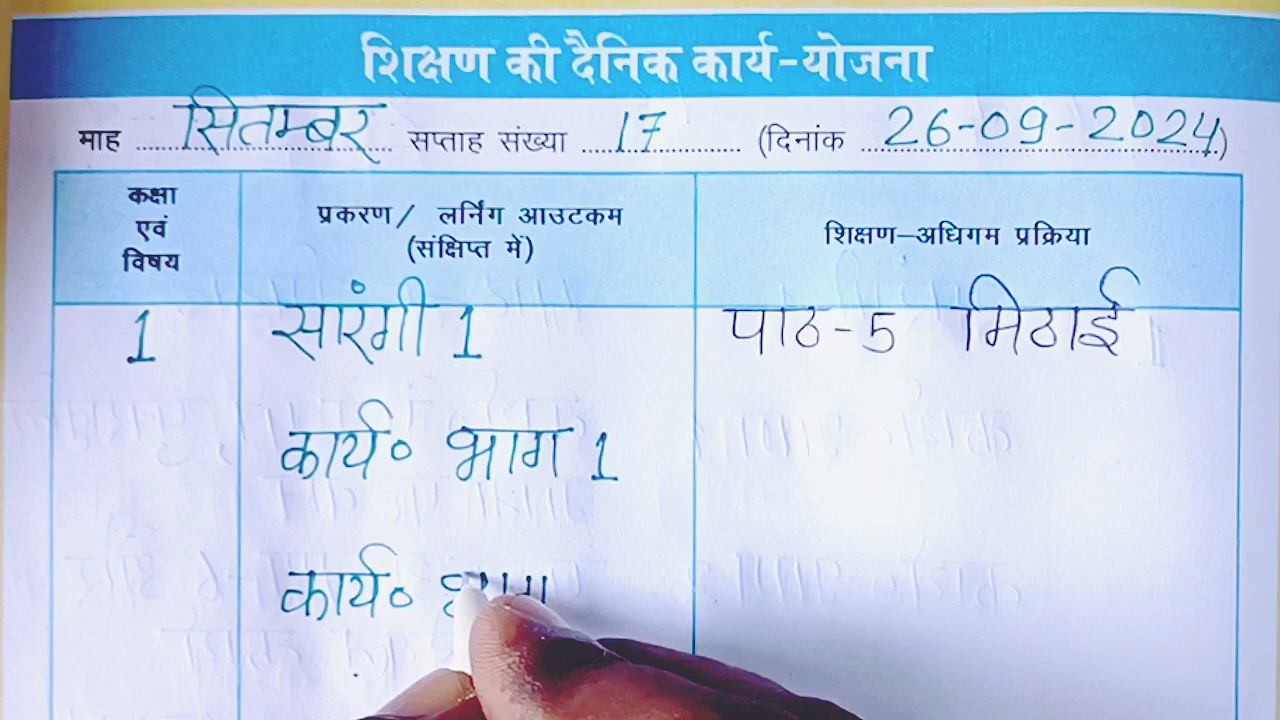 शिक्षण की दैनिक कार्य-योजना
माह सितम्बर सप्ताह संख्या 17 (दिनांक 26-09-2024)
कक्षा
एवं
विषय
प्रकरण/ लर्निंग आउटकम
(संक्षिप्त में)
शिक्षण–अधिगम प्रक्रिया
1 सारंगी 1 पाठ-5 मिठाई
कार्य० भाग 1
कार्य०